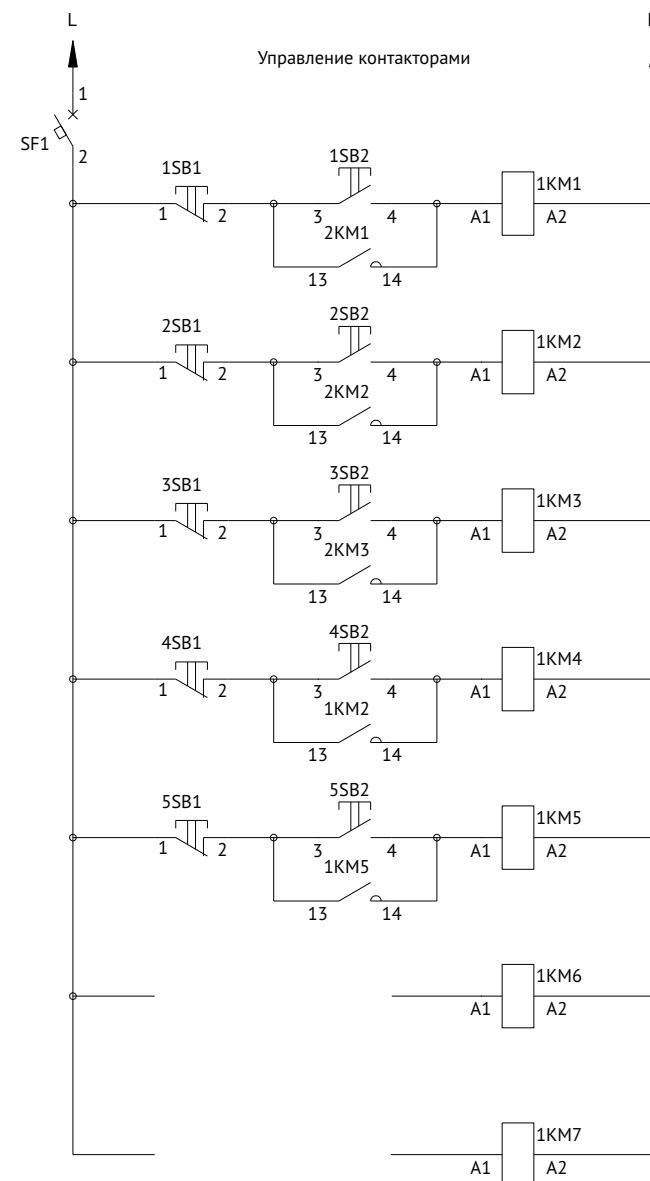 L
Управление контакторами
1
SF1
2
1SB1
1SB2
1KM1
1 2 3 4 A1 A2
2KM1
13 14
2SB1
2SB2
1KM2
1 2 3 4 A1 A2
2KM2
13 14
3SB1
3SB2
1KM3
1 2 3 4 A1 A2
2KM3
13 14
4SB1
4SB2
1KM4
1 2 3 4 A1 A2
1KM2
13 14
5SB1
5SB2
1KM5
1 2 3 4 A1 A2
1KM5
13 14
1KM6
A1 A2
1KM7
A1 A2